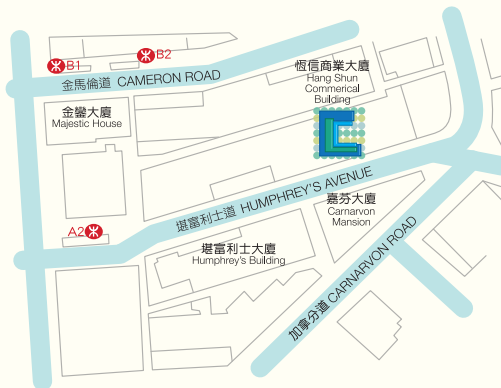 B2
B1
金馬倫道 CAMERON ROAD
恆信商業大廈
Hang Shun
Commerical
Building
金鑾大廈
Majestic House
堪富利士道 HUMPHREY'S AVENUE
嘉芬大廈
Carnarvon
Mansion
A2
堪富利士大廈
Humphrey's Building
加拿分道 CARNARVON ROAD